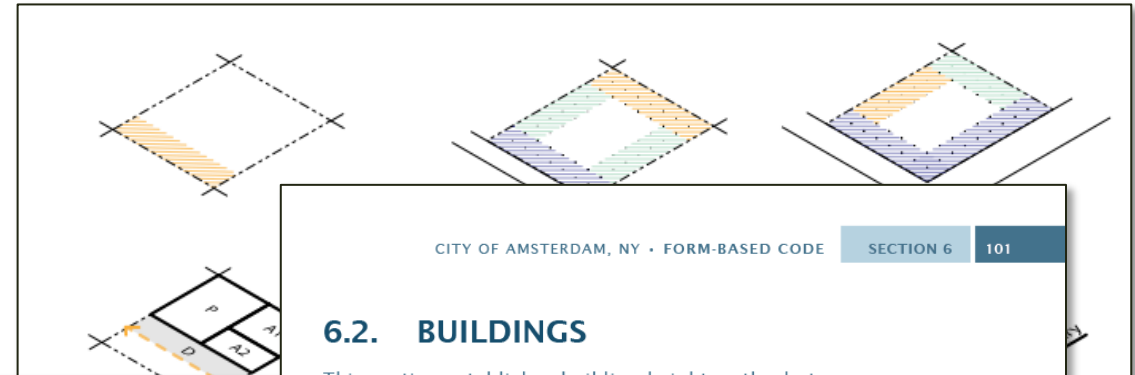 CITY OF AMSTERDAM, NY • FORM-BASED CODE SECTION 6 101
6.2. BUILDINGS
P
A1
A2
D